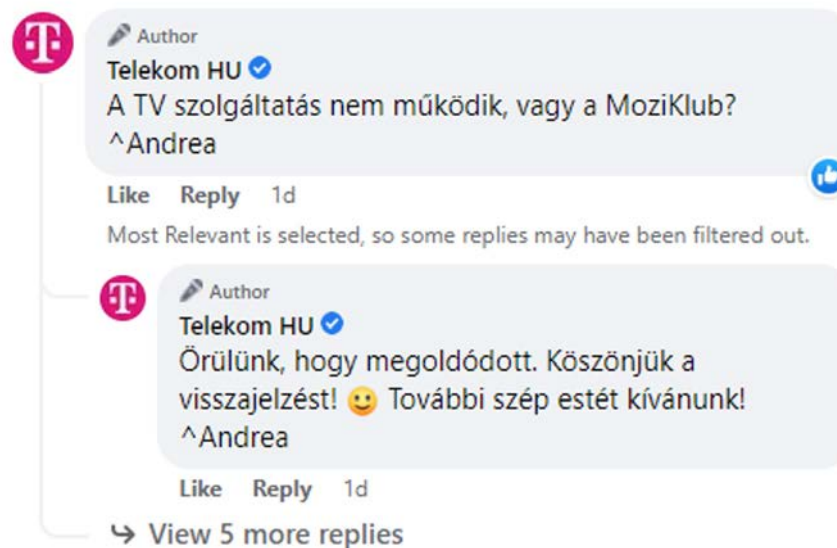 Author
Telekom HU
A TV szolgáltatás nem működik, vagy a MoziKlub?
^Andrea
Like Reply 1d
Most Relevant is selected, so some replies may have been filtered out.
Author
Telekom HU
Örülünk, hogy megoldódott. Köszönjük a
visszajelzést! 🙂 További szép estét kívánunk!
^Andrea
Like Reply 1d
View 5 more replies